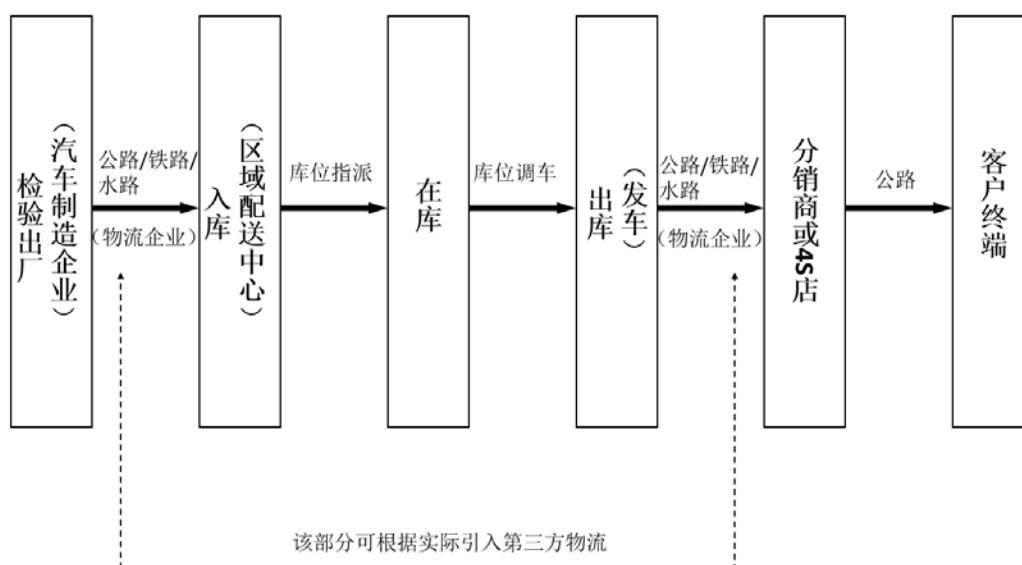 检验出厂
（汽车制造企业）
公路/铁路/
水路
（物流企业）
入库
（区域配送中心）
库位指派
在库
库位调车
出库
（发车）
公路/铁路/
水路
（物流企业）
分销商或4S店
公路
客户终端
该部分可根据实际引入第三方物流